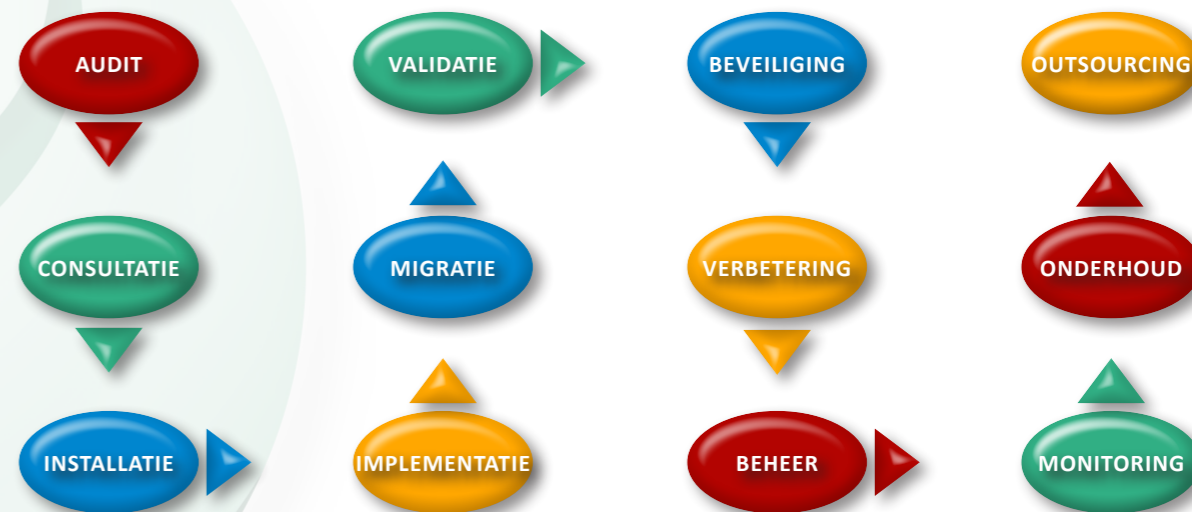 AUDIT
VALIDATIE
BEVEILIGING
OUTSOURCING
CONSULTATIE
MIGRATIE
VERBETERING
ONDERHOUD
INSTALLATIE
IMPLEMENTATIE
BEHEER
MONITORING